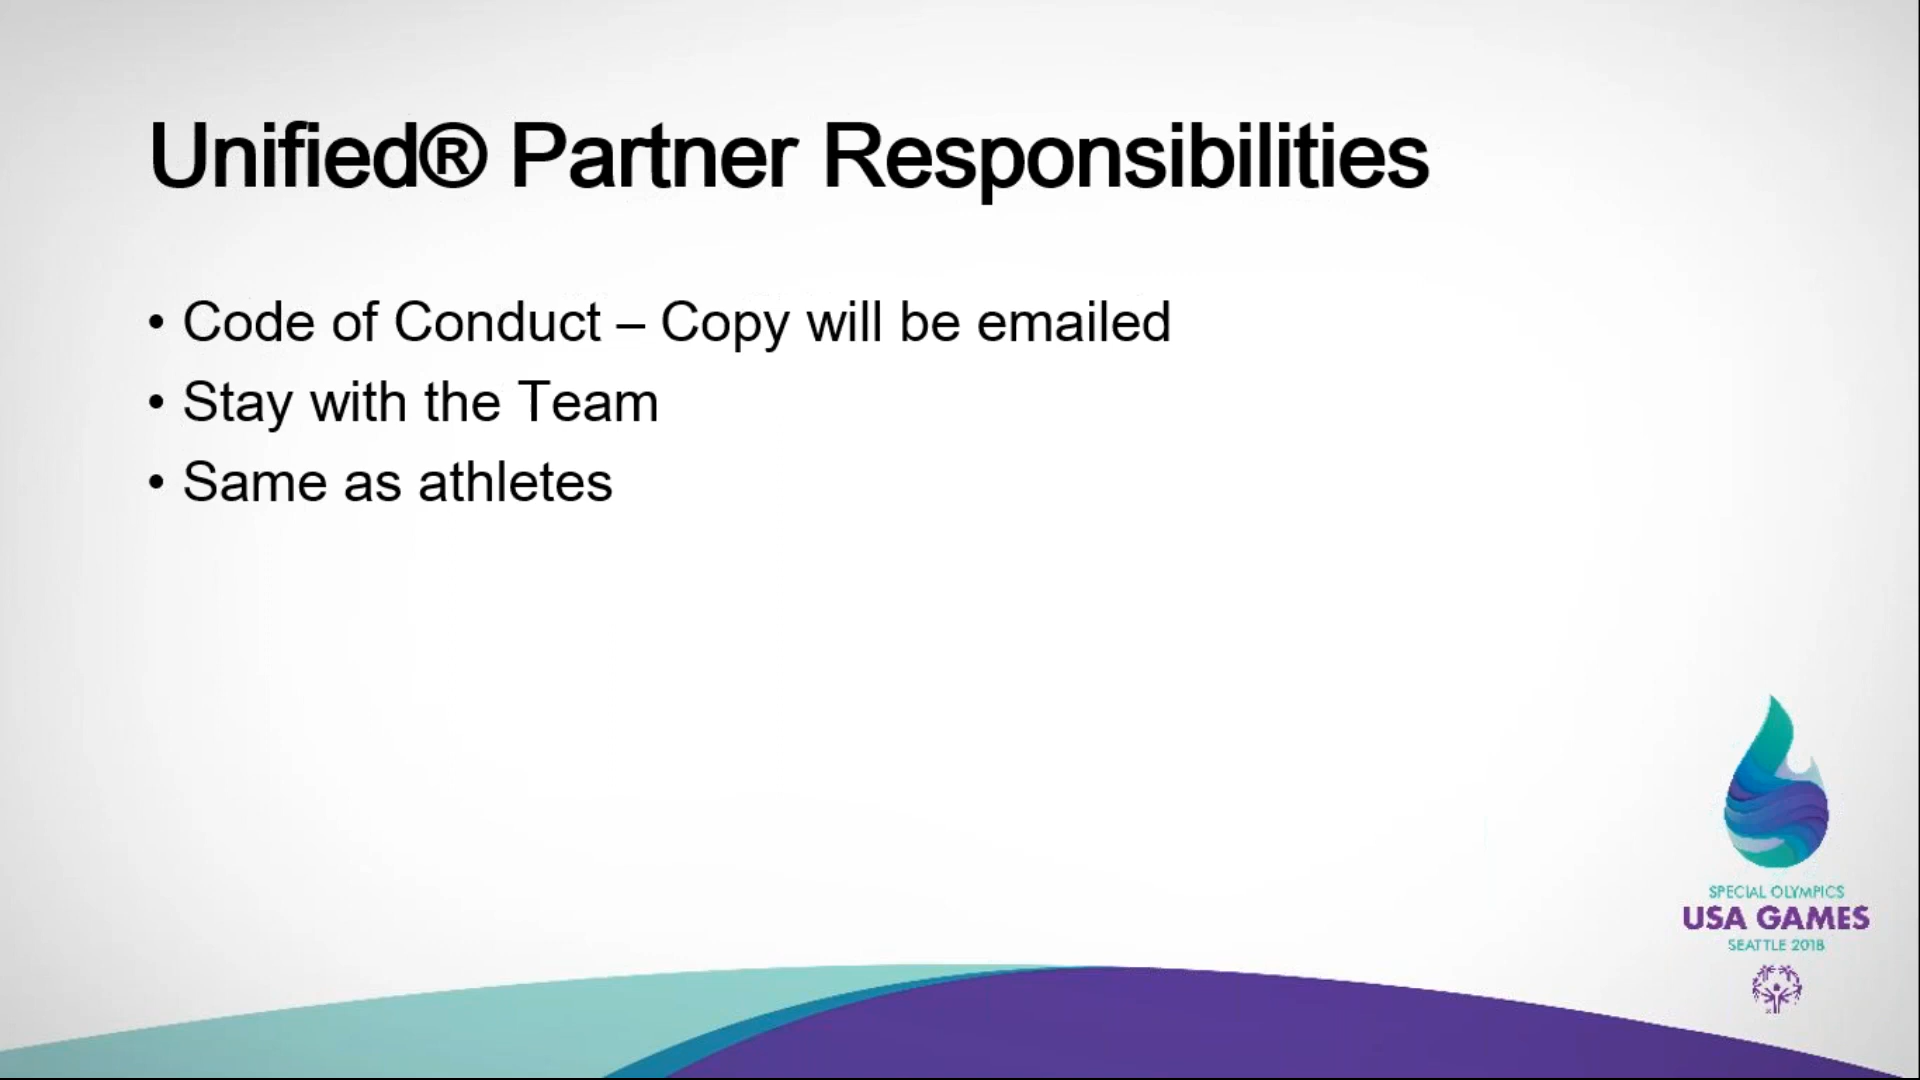 Unified® Partner Responsibilities
• Code of Conduct – Copy will be emailed
• Stay with the Team
• Same as athletes
SPECIAL OLYMPICS
USA GAMES
SEATTLE 2018